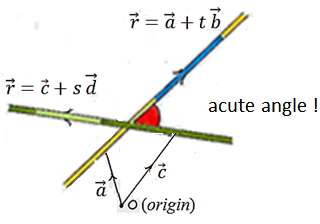 r⃗ = a⃗ + t b⃗
r⃗ = c⃗ + s d⃗
acute angle !
a⃗
c⃗
O (origin)